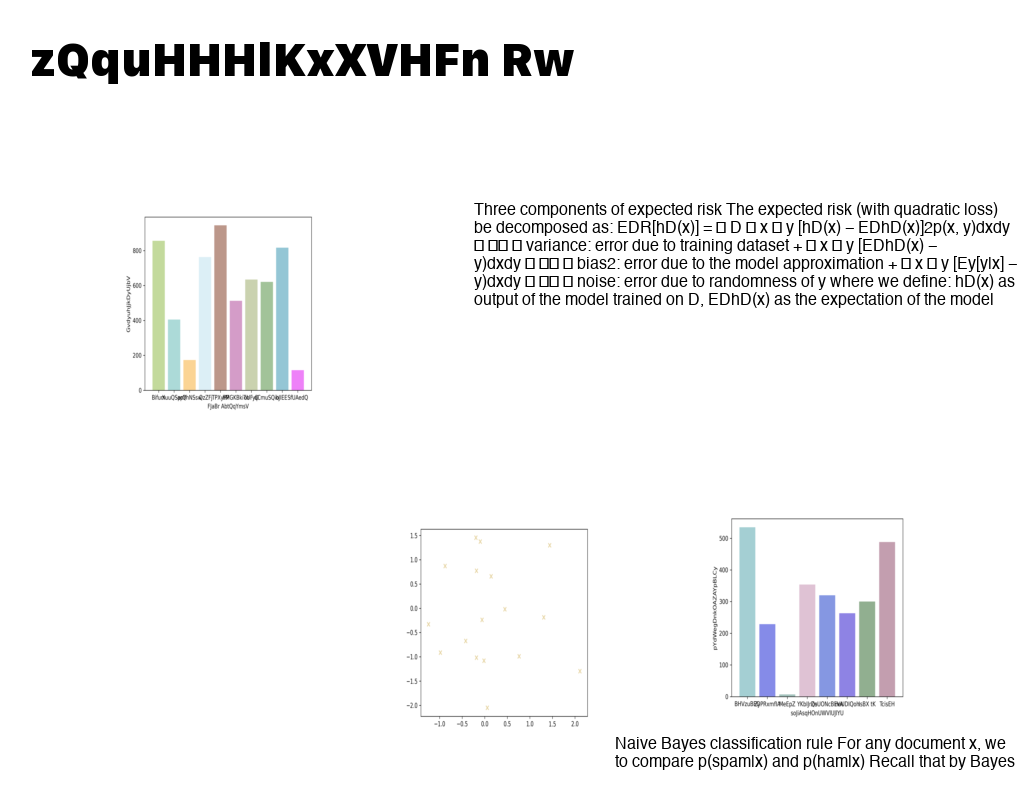 zQquHHHlKxXVHFn Rw
Three components of expected risk The expected risk (with quadratic loss)
be decomposed as: EDR[hD(x)] = □ D □ x □ y [hD(x) − EDhD(x)]2p(x, y)dxdy
□ □□ □ variance: error due to training dataset + □ x □ y [EDhD(x) −
y)dxdy □ □□ □ bias2: error due to the model approximation + □ x □ y [Ey[y|x] −
y)dxdy □ □□ □ noise: error due to randomness of y where we define: hD(x) as
output of the model trained on D, EDhD(x) as the expectation of the model
800
600
400
200
0
FJaBr AbtQqYmsV
1.5
1.0
0.5
0.0
−0.5
−1.0
−1.5
−2.0
−1.0 −0.5 0.0 0.5 1.0 1.5 2.0
500
400
300
200
100
0
MeEpZ
TcisEH
Naive Bayes classification rule For any document x, we
to compare p(spam|x) and p(ham|x) Recall that by Bayes